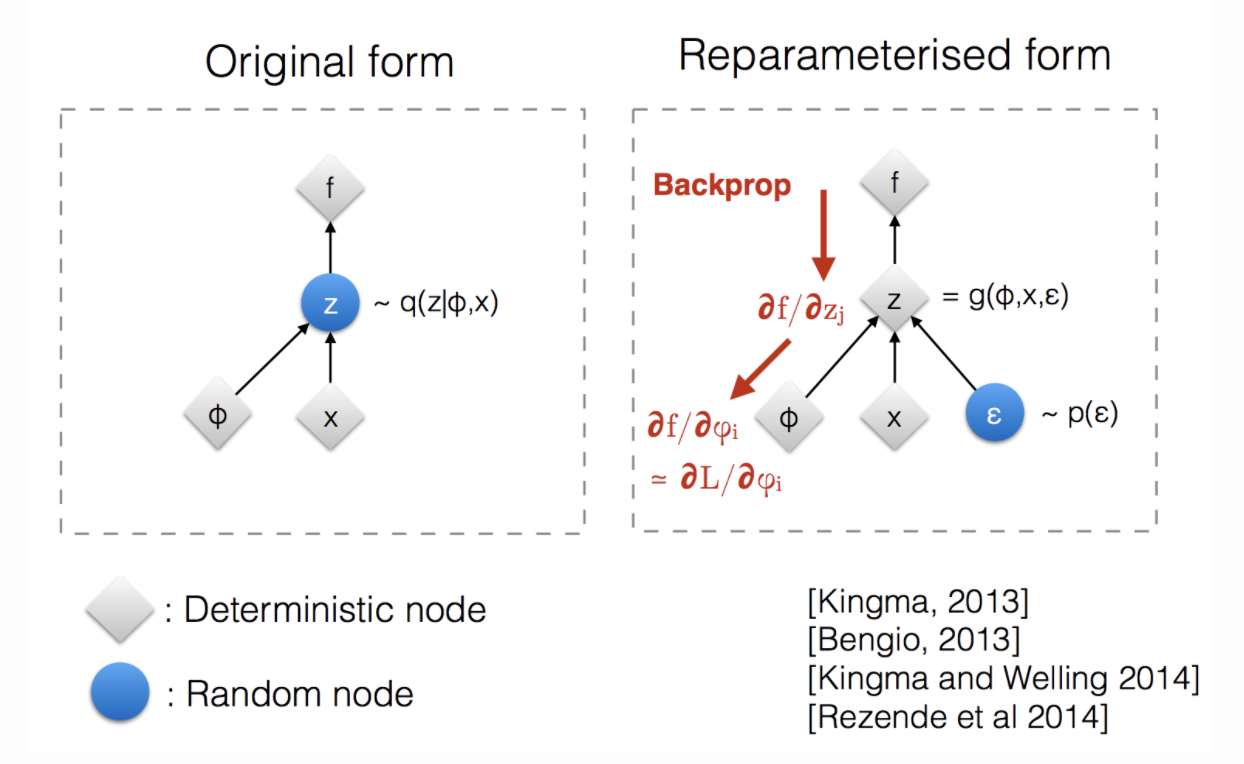 Original form
f
z ~ q(z|ϕ,x)
ϕ x
Reparameterised form
Backprop
f
∂f/∂zj
z = g(ϕ,x,ε)
∂f/∂φi
≃ ∂L/∂φi
ϕ x ε ~ p(ε)
: Deterministic node
: Random node
[Kingma, 2013]
[Bengio, 2013]
[Kingma and Welling 2014]
[Rezende et al 2014]